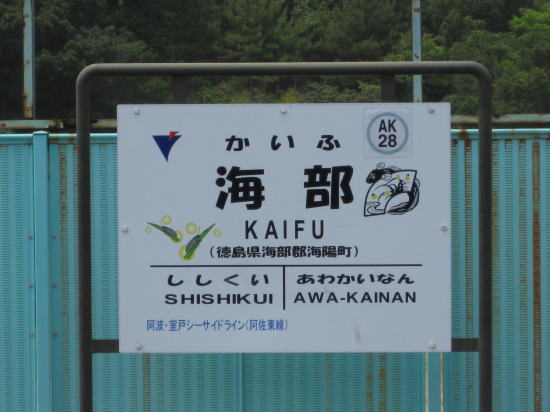 かいふ
AK
28
海部
KAIFU
(徳島県海部郡海陽町)
ししくい
あわかいなん
SHISHIKUI
AWA-KAINAN
阿波・室戸シーサイドライン(阿佐東線)